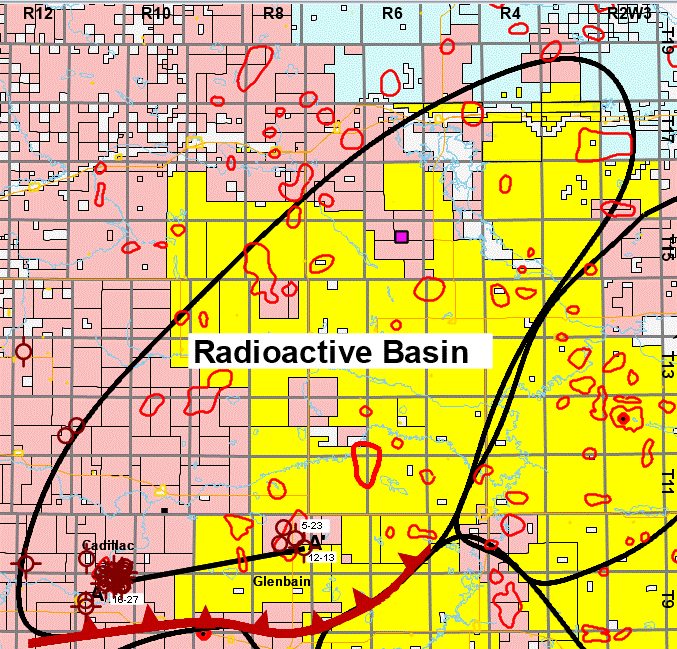 R12
R10
R8
R6
R4
R2W3
T19
T17
T15
Radioactive Basin
T13
T11
5-23
A'
12-13
Cadillac
Glenbain
A
16-27
T9